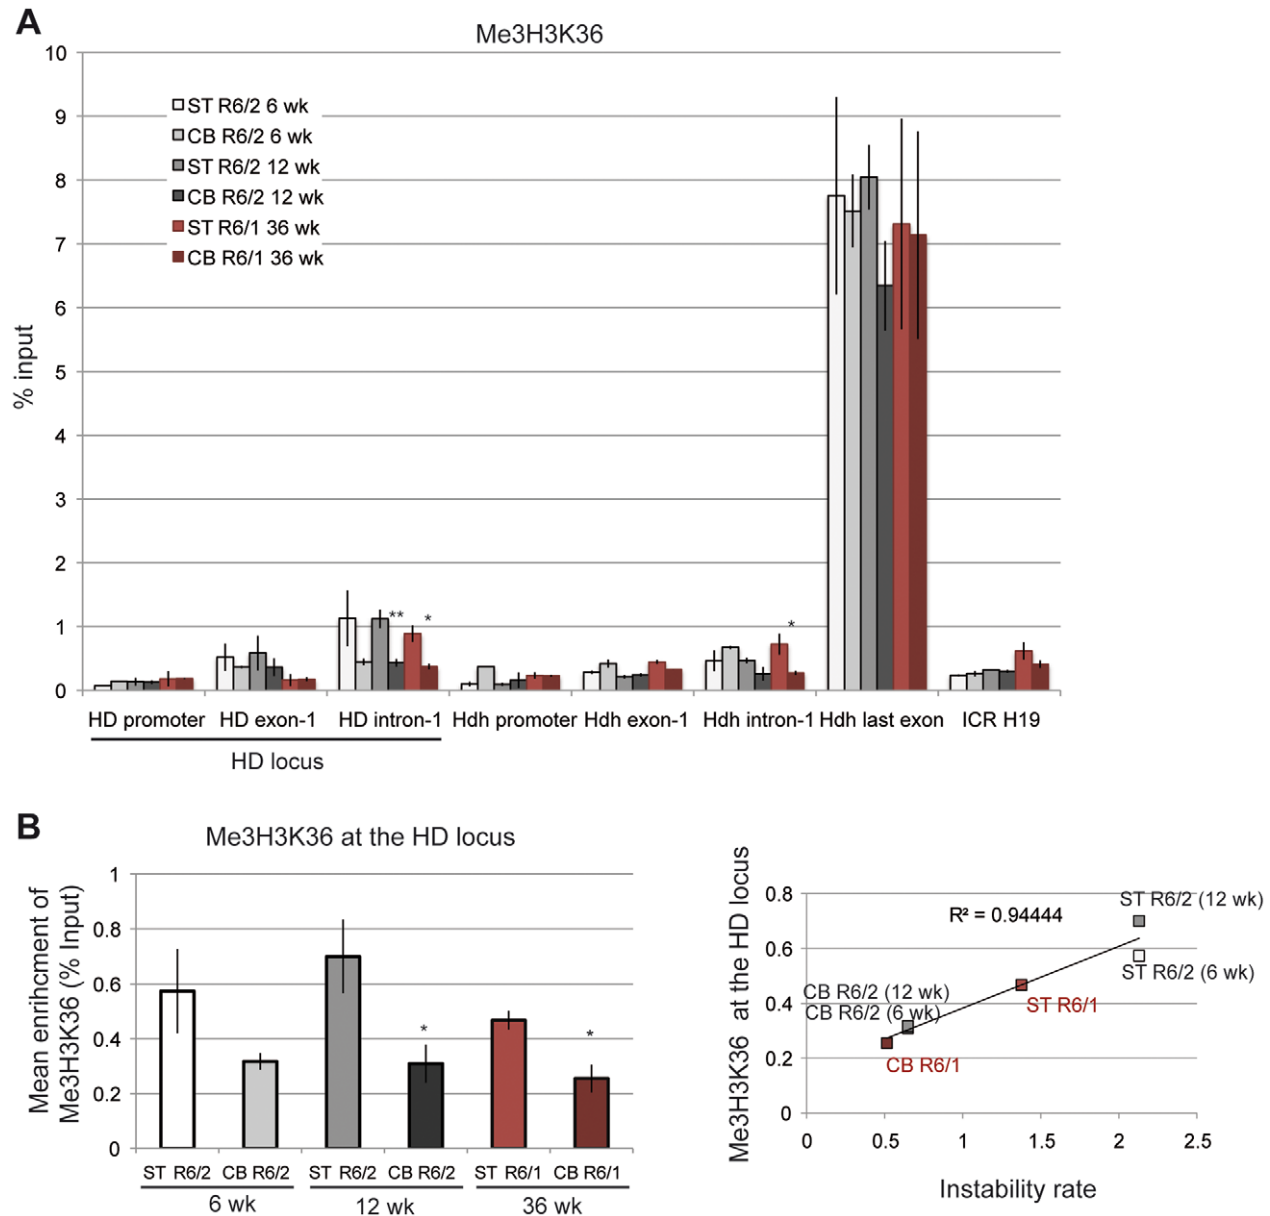 A
Me3H3K36
10
9
8
7
6
5
4
3
2
1
0
% input
ST R6/2 6 wk
CB R6/2 6 wk
ST R6/2 12 wk
CB R6/2 12 wk
ST R6/1 36 wk
CB R6/1 36 wk
** * *
HD promoter HD exon-1 HD intron-1 Hdh promoter Hdh exon-1 Hdh intron-1 Hdh last exon ICR H19
HD locus
B
Me3H3K36 at the HD locus
Mean enrihcment of
Me3H3K36 (% Input)
1
0.8
0.6
0.4
0.2
0
* *
ST R6/2 CB R6/2 ST R6/2 CB R6/2 ST R6/1 CB R6/1
6 wk 12 wk 36 wk
Me3H3K36 at the HD locus
0.8
0.6
0.4
0.2
0
R² = 0.94444
ST R6/2 (12 wk)
ST R6/2 (6 wk)
CB R6/2 (12 wk)
CB R6/2 (6 wk)
ST R6/1
CB R6/1
0 0.5 1 1.5 2 2.5
Instability rate